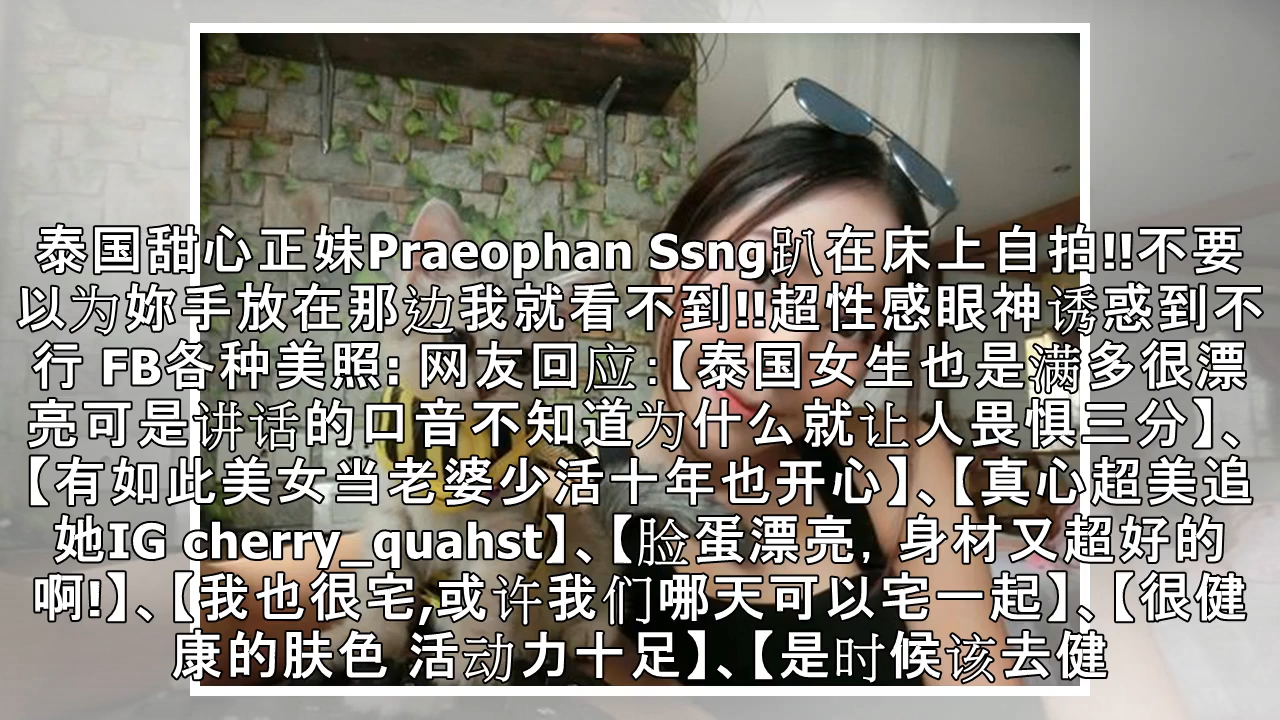 泰国甜心正妹Praeophan Ssng趴在床上自拍!!不要
以为妳手放在那边我就看不到!!超性感眼神诱惑到不
行 FB各种美照: 网友回应:【泰国女生也是满多很漂
亮可是讲话的口音不知道为什么就让人畏惧三分】、
【有如此美女当老婆少活十年也开心】、【真心超美追
她IG cherry_quahst】、【脸蛋漂亮, 身材又超好的
啊!】、【我也很宅,或许我们哪天可以宅一起】、【很健
康的肤色 活动力十足】、【是时候该去健